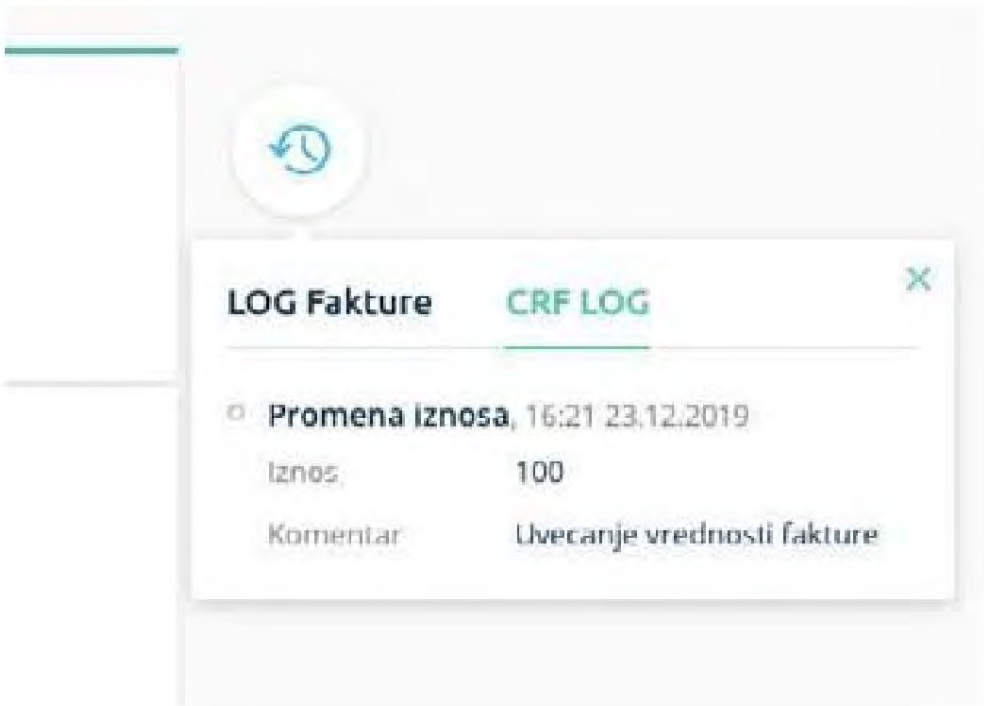 LOG Fakture CRF LOG
Promena iznosa, 16:21 23.12.2019
Iznos 100
Komentar Uvecanje vrednosti fakture